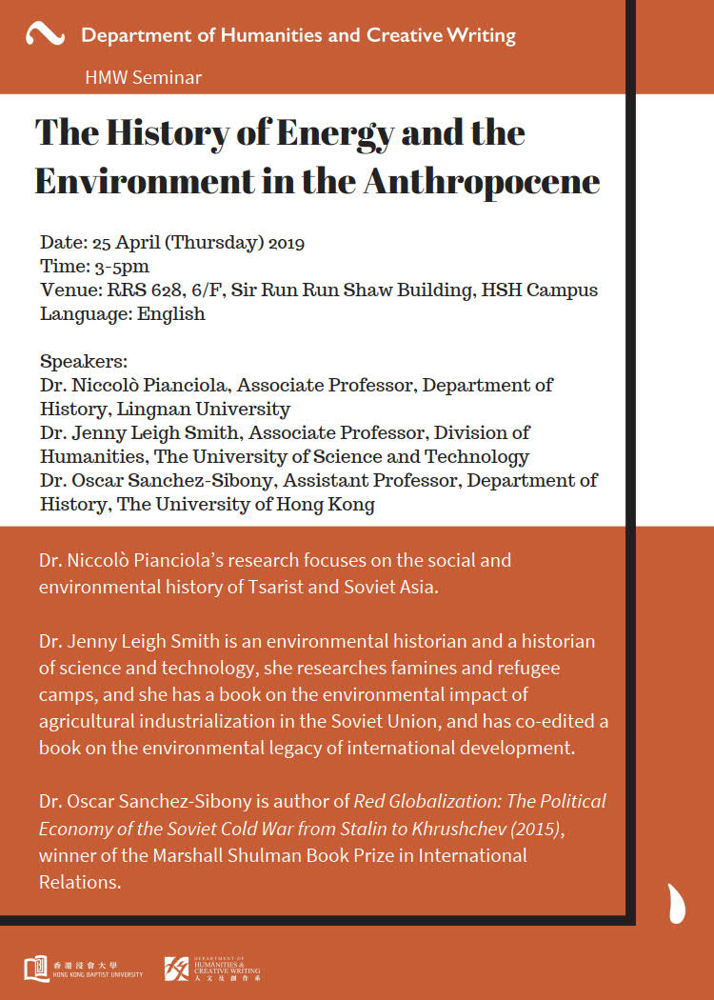 Department of Humanities and Creative Writing
HMW Seminar
The History of Energy and the
Environment in the Anthropocene
Date: 25 April (Thursday) 2019
Time: 3-5pm
Venue: RRS 628, 6/F, Sir Run Run Shaw Building, HSH Campus
Language: English
Speakers:
Dr. Niccolò Pianciola, Associate Professor, Department of
History, Lingnan University
Dr. Jenny Leigh Smith, Associate Professor, Division of
Humanities, The University of Science and Technology
Dr. Oscar Sanchez-Sibony, Assistant Professor, Department of
History, The University of Hong Kong
Dr. Niccolò Pianciola’s research focuses on the social and
environmental history of Tsarist and Soviet Asia.
Dr. Jenny Leigh Smith is an environmental historian and a historian
of science and technology, she researches famines and refugee
camps, and she has a book on the environmental impact of
agricultural industrialization in the Soviet Union, and has co-edited a
book on the environmental legacy of international development.
Dr. Oscar Sanchez-Sibony is author of Red Globalization: The Political
Economy of the Soviet Cold War from Stalin to Khrushchev (2015),
winner of the Marshall Shulman Book Prize in International
Relations.
香港浸會大學
HONG KONG BAPTIST UNIVERSITY
DEPARTMENT OF
HUMANITIES &
CREATIVE WRITING
人文及創作系